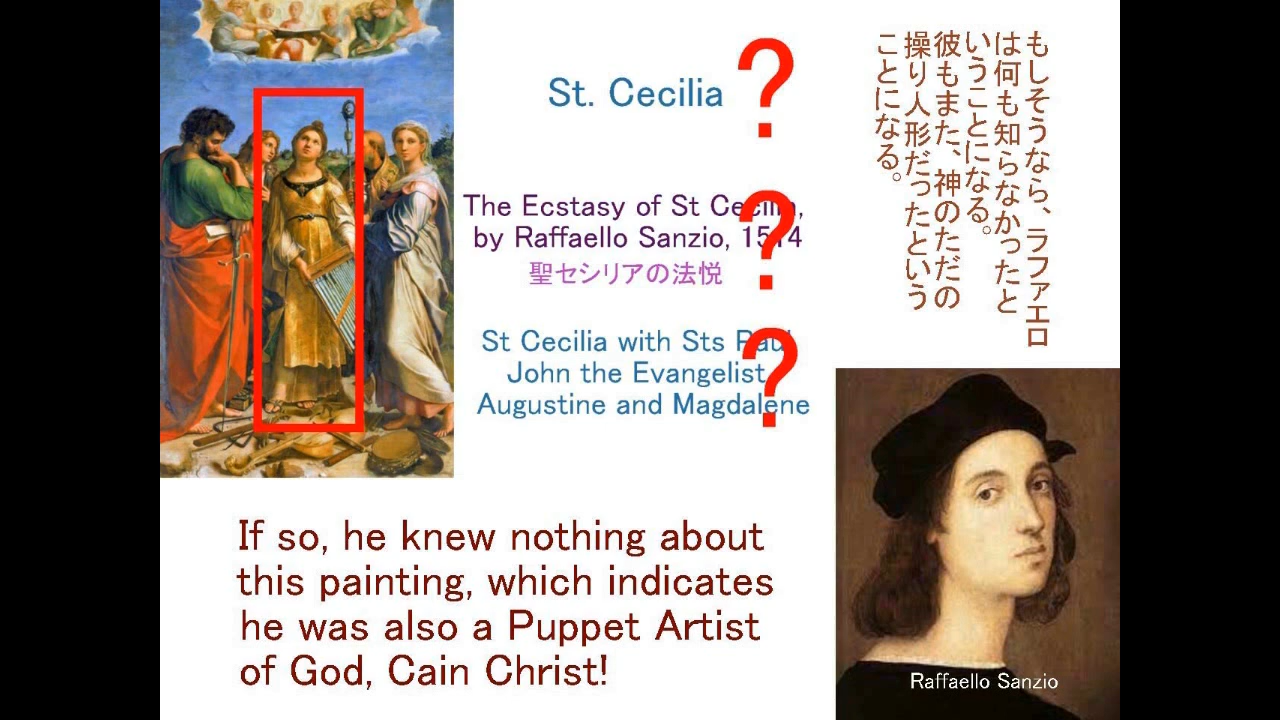 St. Cecilia ?
The Ecstasy of St Cecilia,
by Raffaello Sanzio, 1514
?
聖セシリアの法悦
St Cecilia with Sts Paul
?
John the Evangelist,
Augustine and Magdalene
もしそうなら、ラファエロ
は何も知らなかったと
いうことになる。
彼もまた、神のただの
操り人形だったという
ことになる。
If so, he knew nothing about
this painting, which indicates
he was also a Puppet Artist
of God, Cain Christ!
Raffaello Sanzio